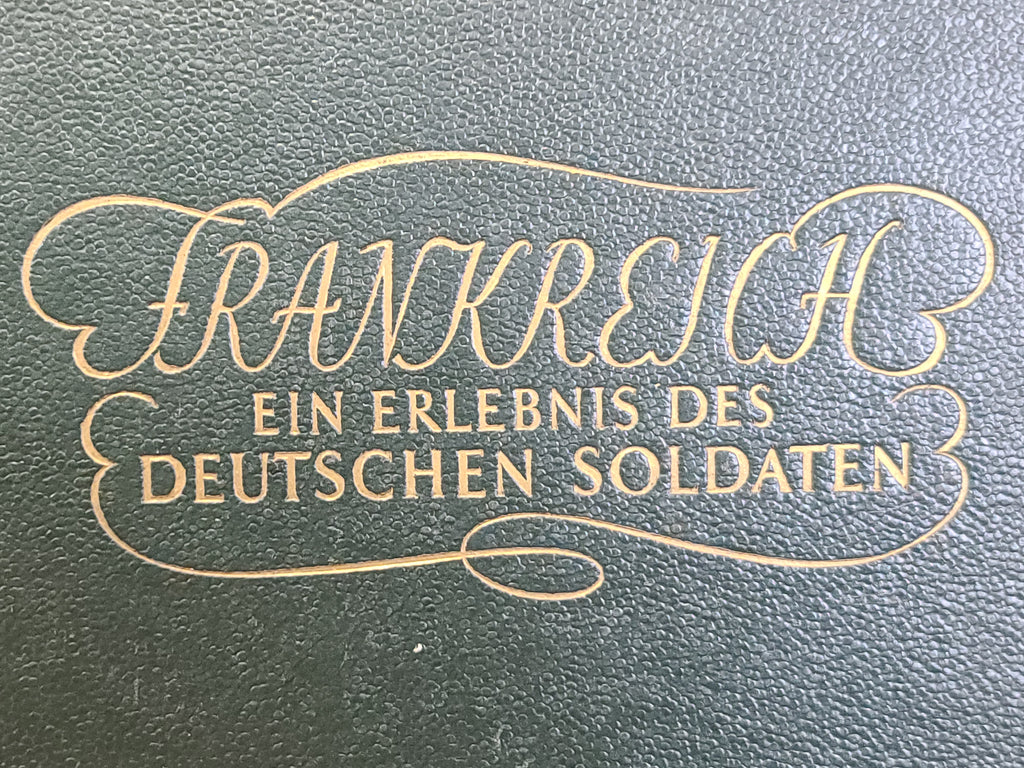 FRANKREICH
EIN ERLEBNIS DES
DEUTSCHEN SOLDATEN